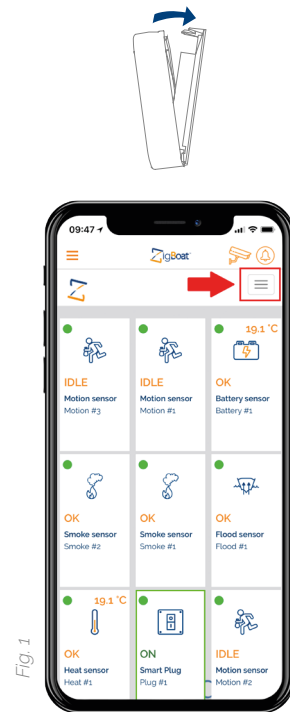 09:47
ZigBoat
19.1 °C
IDLE
Motion sensor
Motion #3
IDLE
Motion sensor
Motion #1
OK
Battery sensor
Battery #1
OK
Smoke sensor
Smoke #2
OK
Smoke sensor
Smoke #1
OK
Flood sensor
Flood #1
19.1 °C
OK
Heat sensor
Heat #1
ON
Smart Plug
Plug #1
IDLE
Motion sensor
Motion #2
Fig. 1